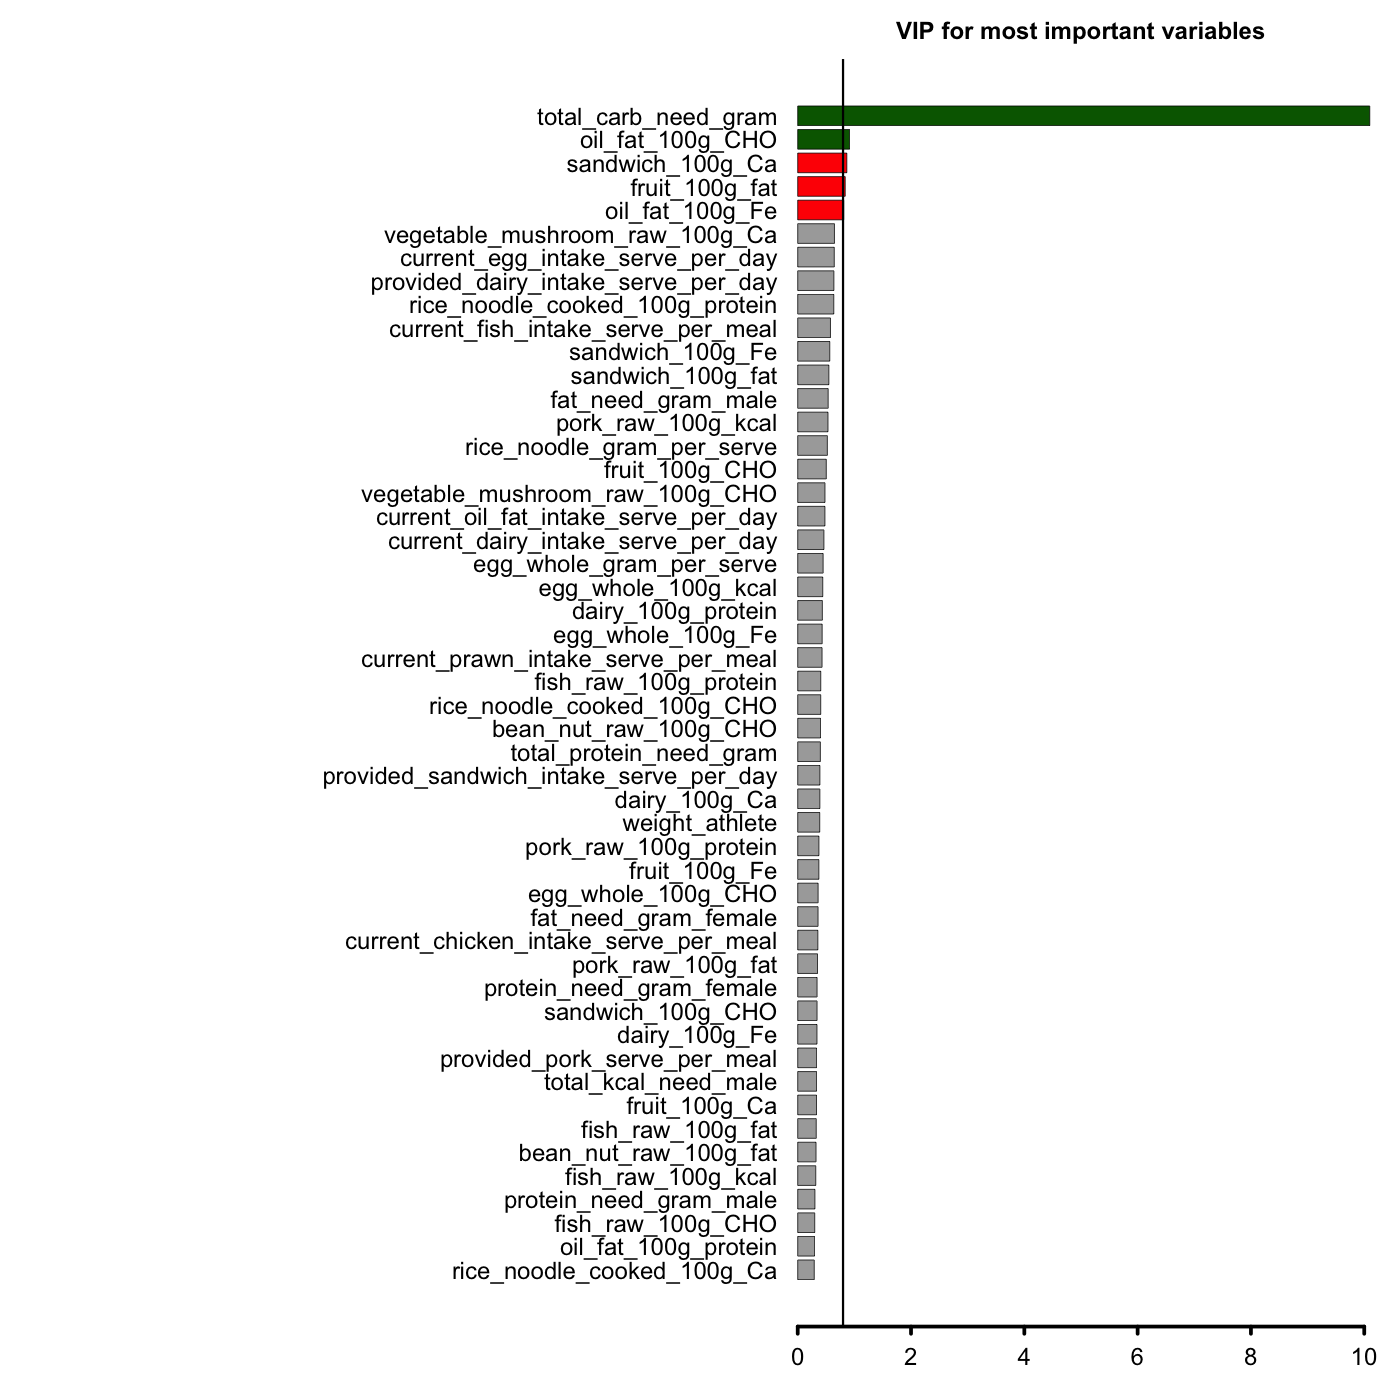 VIP for most important variables
total_carb_need_gram
oil_fat_100g_CHO
sandwich_100g_Ca
fruit_100g_fat
oil_fat_100g_Fe
vegetable_mushroom_raw_100g_Ca
current_egg_intake_serve_per_day
provided_dairy_intake_serve_per_day
rice_noodle_cooked_100g_protein
current_fish_intake_serve_per_meal
sandwich_100g_Fe
sandwich_100g_fat
fat_need_gram_male
pork_raw_100g_kcal
rice_noodle_gram_per_serve
fruit_100g_CHO
vegetable_mushroom_raw_100g_CHO
current_oil_fat_intake_serve_per_day
current_dairy_intake_serve_per_day
egg_whole_gram_per_serve
egg_whole_100g_kcal
dairy_100g_protein
egg_whole_100g_Fe
current_prawn_intake_serve_per_meal
fish_raw_100g_protein
rice_noodle_cooked_100g_CHO
bean_nut_raw_100g_CHO
total_protein_need_gram
provided_sandwich_intake_serve_per_day
dairy_100g_Ca
weight_athlete
pork_raw_100g_protein
fruit_100g_Fe
egg_whole_100g_CHO
fat_need_gram_female
current_chicken_intake_serve_per_meal
pork_raw_100g_fat
protein_need_gram_female
sandwich_100g_CHO
dairy_100g_Fe
provided_pork_serve_per_meal
total_kcal_need_male
fruit_100g_Ca
fish_raw_100g_fat
bean_nut_raw_100g_fat
fish_raw_100g_kcal
protein_need_gram_male
fish_raw_100g_CHO
oil_fat_100g_protein
rice_noodle_cooked_100g_Ca
0 2 4 6 8 10